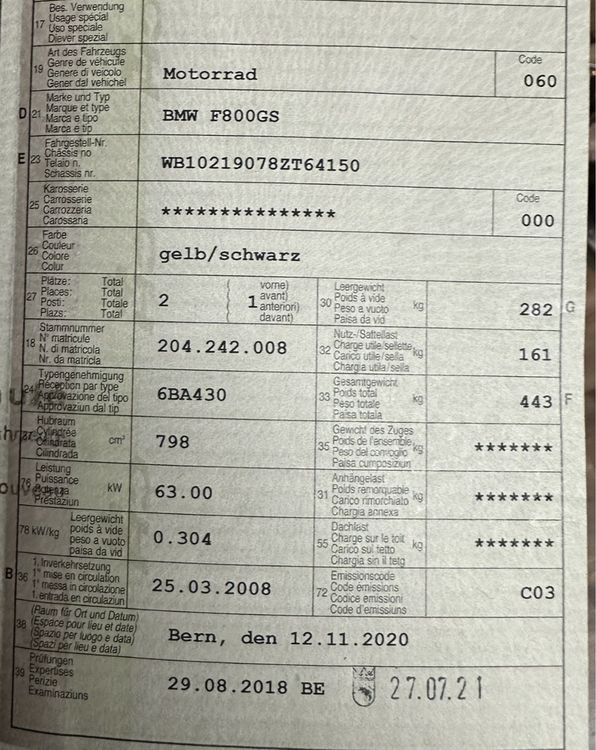 17 Bes. Verwendung
Usage spécial
Uso speciale
Diever spezial
19 Art des Fahrzeugs
Genre de véhicule
Genere di veicolo
Gener dal vehichel
Motorrad
Code
060
D 21 Marke und Typ
Marque et type
Marca e tipo
Marca e tip
BMW F800GS
E 23 Fahrgestell-Nr.
Châssis no
Telaio n.
Schassis nr.
WB10219078ZT64150
25 Karosserie
Carrosserie
Carrozzeria
Carossaria
***************
Code
000
26 Farbe
Couleur
Colore
Colur
gelb/schwarz
27 Plätze: Total
Places: Total
Posti: Totale
Plazs: Total
2
( vorne)
( avant)
1
( anteriori)
( davant)
30 Leergewicht
Poids à vide
Peso a vuoto
Paisa da vid
kg
282 G
18 Stammnummer
N° matricule
N. di matricola
Nr. da matricla
204.242.008
32 Nutz-/Sattellast
Charge utile/sellette
Carico utile/sella
Chargia utila/sella
kg
161
24 Typengenehmigung
Réception par type
Approvazione del tipo
Approvaziun dal tip
6BA430
33 Gesamtgewicht
Poids total
Peso totale
Paisa totala
kg
443 F
Hubraum
Cylindrée
Cilindrata
Cilindrada
cm³
798
35 Gewicht des Zuges
Poids de l'ensemble
Peso del convoglio
Paisa cumposiziun
kg
*******
76 Leistung
Puissance
Potenza
Prestaziun
kW
63.00
31 Anhängelast
Poids remorquable
Carico rimorchiato
Chargia annexa
kg
*******
78 kW/kg
Leergewicht
poids à vide
peso a vuoto
paisa da vid
0.304
55 Dachlast
Charge sur le toit
Carico sul tetto
Chargia sin il tetg
kg
*******
B 36 1. Inverkehrsetzung
1re mise en circulation
1a messa in circolazione
1. entrada en circulaziun
25.03.2008
72 Emissionscode
Code émissions
Codice emissioni
Code d'emissiuns
C03
38 (Raum für Ort und Datum)
(Espace pour lieu et date)
(Spazio per luogo e data)
(Spazi per lieu e data)
Bern, den 12.11.2020
39 Prüfungen
Expertises
Perizie
Examinaziuns
29.08.2018 BE
27.07.21